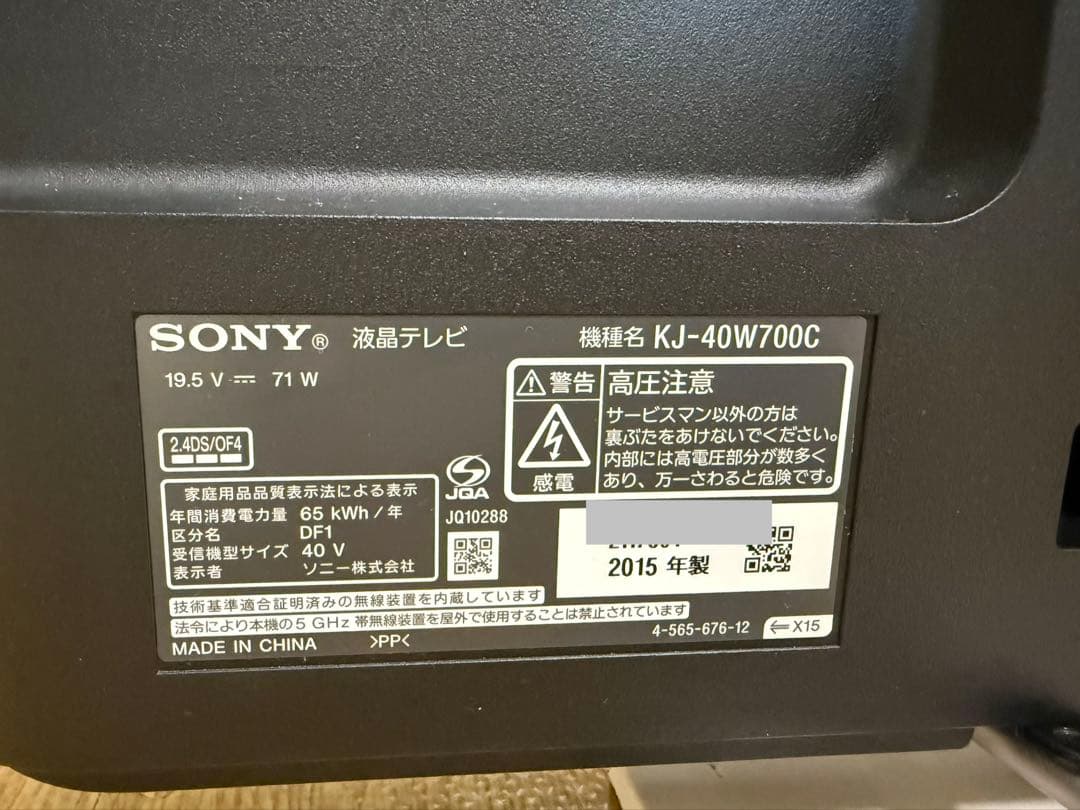 SONY® 液晶テレビ 機種名 KJ-40W700C
19.5 V ⎓ 71 W
2.4DS/OF4
⚠警告 高圧注意
感電
サービスマン以外の方は
裏ぶたをあけないでください。
内部には高電圧部分が数多く
あり、万一さわると危険です。
家庭用品品質表示法による表示
年間消費電力量 65 kWh / 年
区分名 DF1
受信機型サイズ 40 V
表示者 ソニー株式会社
JQA
JQ10288
2015 年製
技術基準適合証明済みの無線装置を内蔵しています
法令により本機の5 GHz 帯無線装置を屋外で使用することは禁止されています
MADE IN CHINA >PP<
4-565-676-12 ⇐X15